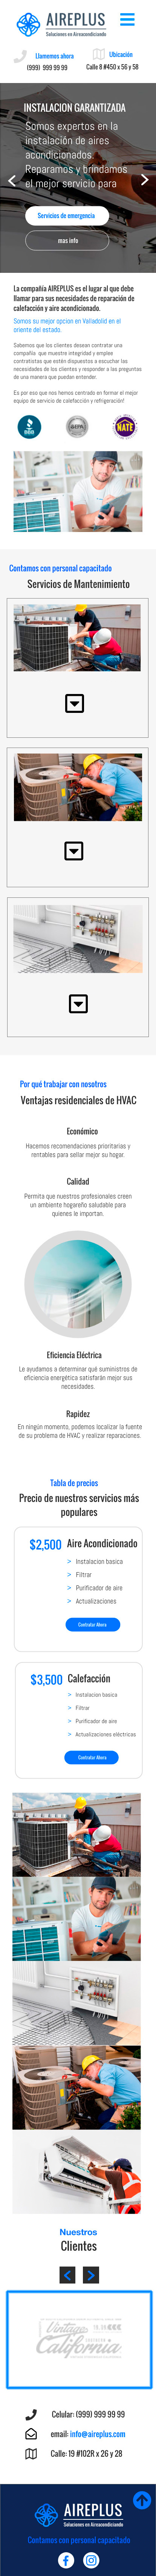 AIREPLUS
Soluciones en Aireacondicionado
Llamemos ahora
(999) 999 99 99
Ubicación
Calle 8 #450 x 56 y 58
INSTALACION GARANTIZADA
Somos expertos en la
instalación de aires
acondicionados.
Reparamos y brindamos
el mejor servicio para
Servicios de emergencia
mas info
La compañía AIREPLUS es el lugar al que debe
llamar para sus necesidades de reparación de
calefacción y aire acondicionado.
Somos su mejor opcion en Valladolid en el
oriente del estado.
Sabemos que los clientes desean contratar una
compañía que muestre integridad y emplee
contratistas que estén dispuestos a escuchar las
necesidades de los clientes y responder a las preguntas
de una manera que puedan entender.
Es por eso que nos hemos centrado en ser el mejor
equipo de servicio de calefacción y refrigeración!
BBB
NATE
Contamos con personal capacitado
Servicios de Mantenimiento
Por qué trabajar con nosotros
Ventajas residenciales de HVAC
Económico
Hacemos recomendaciones prioritarias y
rentables para sellar mejor su hogar.
Calidad
Permita que nuestros profesionales creen
un ambiente hogareño saludable para
quienes le importan.
Eficiencia Eléctrica
Le ayudamos a determinar qué suministros de
eficiencia energética satisfarán mejor sus
necesidades.
Rapidez
En ningún momento, podemos localizar la fuente
de su problema de HVAC y realizar reparaciones.
Tabla de precios
Precio de nuestros servicios más
populares
$2,500 Aire Acondicionado
> Instalacion basica
> Filtrar
> Purificador de aire
> Actualizaciones
Contratar Ahora
$3,500 Calefacción
> Instalacion basica
> Filtrar
> Purificador de aire
> Actualizaciones eléctricas
Contratar Ahora
Nuestros
Clientes
Vintage
California
Celular: (999) 999 99 99
email: info@aireplus.com
Calle: 19 #102R x 26 y 28
AIREPLUS
Soluciones en Aireacondicionado
Contamos con personal capacitado